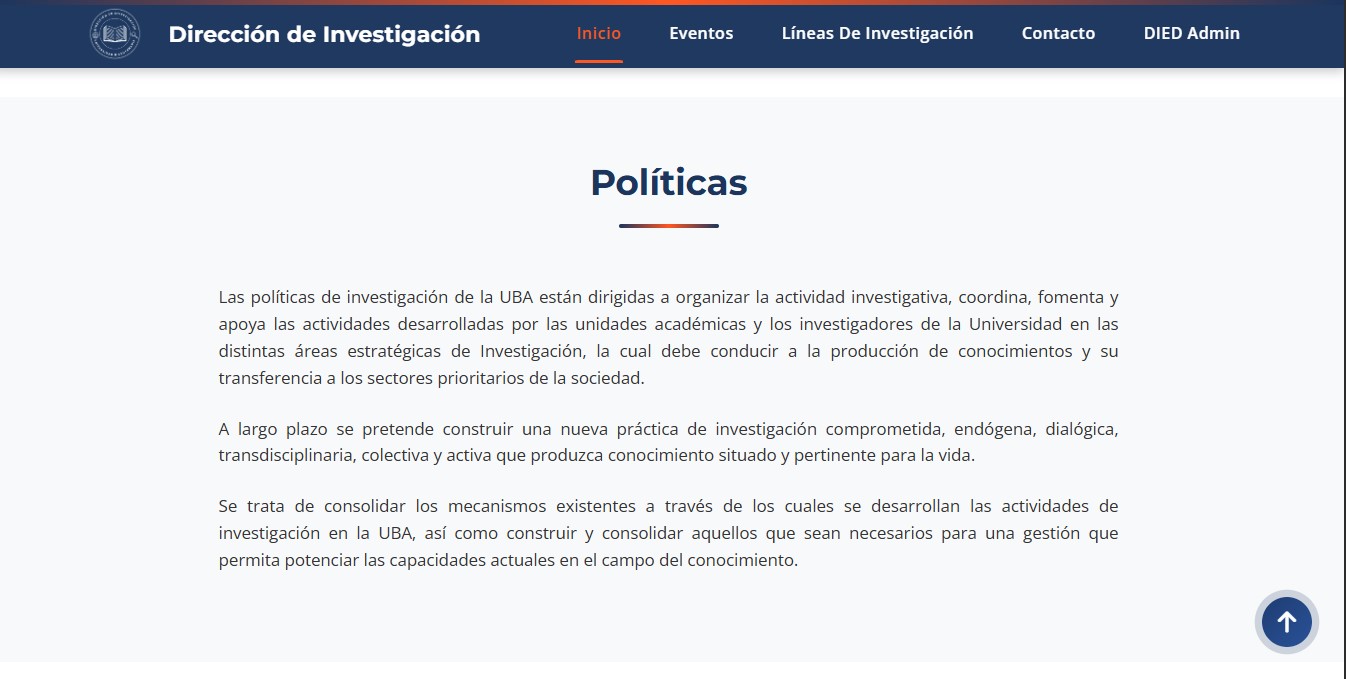 Dirección de Investigación
Inicio
Eventos
Líneas De Investigación
Contacto
DIED Admin
Políticas
Las políticas de investigación de la UBA están dirigidas a organizar la actividad investigativa, coordina, fomenta y
apoya las actividades desarrolladas por las unidades académicas y los investigadores de la Universidad en las
distintas áreas estratégicas de Investigación, la cual debe conducir a la producción de conocimientos y su
transferencia a los sectores prioritarios de la sociedad.
A largo plazo se pretende construir una nueva práctica de investigación comprometida, endógena, dialógica,
transdisciplinaria, colectiva y activa que produzca conocimiento situado y pertinente para la vida.
Se trata de consolidar los mecanismos existentes a través de los cuales se desarrollan las actividades de
investigación en la UBA, así como construir y consolidar aquellos que sean necesarios para una gestión que
permita potenciar las capacidades actuales en el campo del conocimiento.